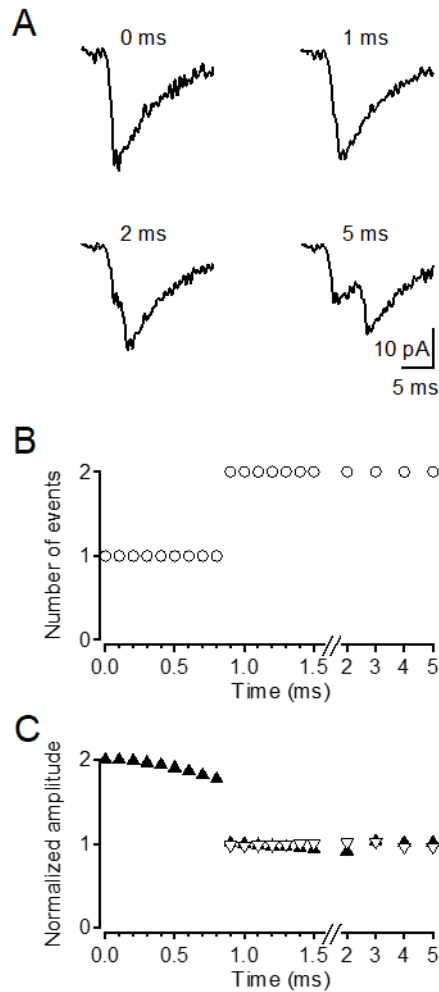 A
0 ms
1 ms
2 ms
5 ms
10 pA
5 ms
B
Number of events
2
1
0
0.0 0.5 1.0 1.5 2 3 4 5
Time (ms)
C
Normalized amplitude
2
1
0
0.0 0.5 1.0 1.5 2 3 4 5
Time (ms)